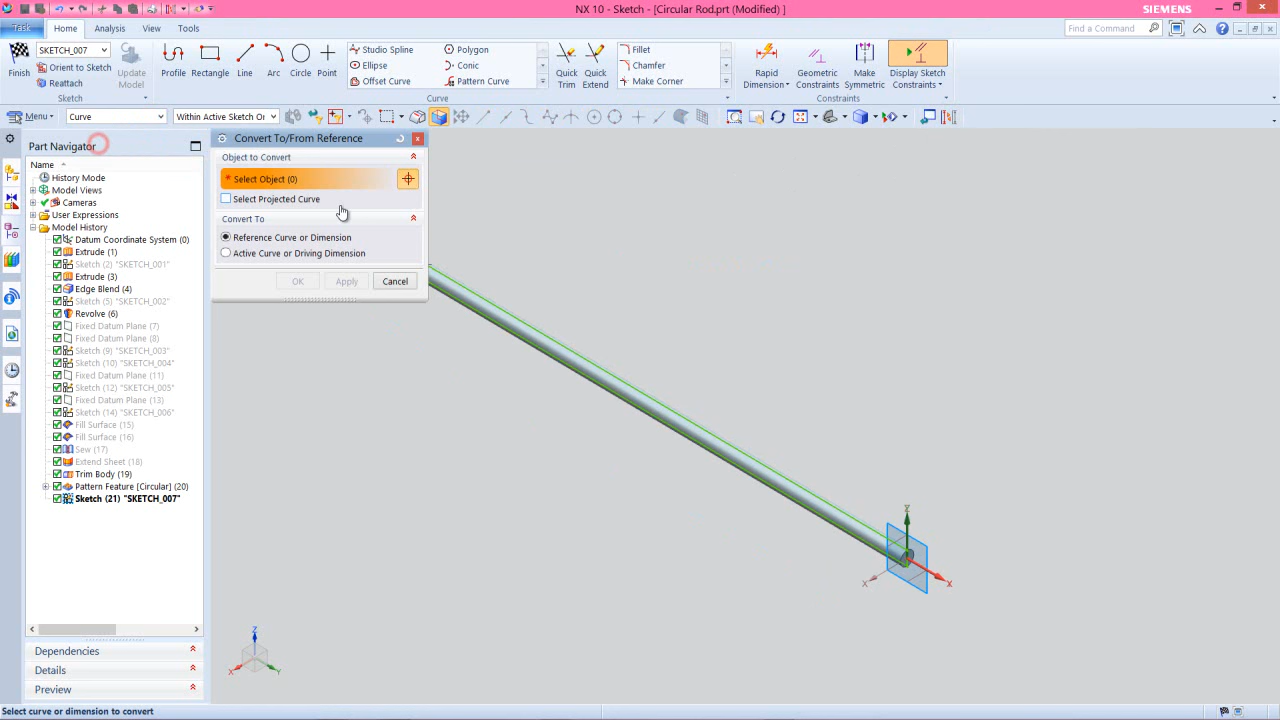 NX 10 - Sketch - [Circular Rod.prt (Modified) ]
SIEMENS
Task
Home
Analysis
View
Tools
Find a Command
SKETCH_007
Finish
Orient to Sketch
Reattach
Update
Model
Sketch
Profile
Rectangle
Line
Arc
Circle
Point
Studio Spline
Ellipse
Offset Curve
Polygon
Conic
Pattern Curve
Quick
Trim
Quick
Extend
Fillet
Chamfer
Make Corner
Curve
Rapid
Dimension
Geometric
Constraints
Make
Symmetric
Display Sketch
Constraints
Constraints
Menu
Curve
Within Active Sketch Or
Part Navigator
Name
History Mode
Model Views
Cameras
User Expressions
Model History
Datum Coordinate System (0)
Extrude (1)
Sketch (2) "SKETCH_001"
Extrude (3)
Edge Blend (4)
Sketch (5) "SKETCH_002"
Revolve (6)
Fixed Datum Plane (7)
Fixed Datum Plane (8)
Sketch (9) "SKETCH_003"
Sketch (10) "SKETCH_004"
Fixed Datum Plane (11)
Sketch (12) "SKETCH_005"
Fixed Datum Plane (13)
Sketch (14) "SKETCH_006"
Fill Surface (15)
Fill Surface (16)
Sew (17)
Extend Sheet (18)
Trim Body (19)
Pattern Feature [Circular] (20)
Sketch (21) "SKETCH_007"
Dependencies
Details
Preview
Convert To/From Reference
Object to Convert
* Select Object (0)
Select Projected Curve
Convert To
Reference Curve or Dimension
Active Curve or Driving Dimension
OK
Apply
Cancel
Z
X
X
Z
X
Y
Select curve or dimension to convert